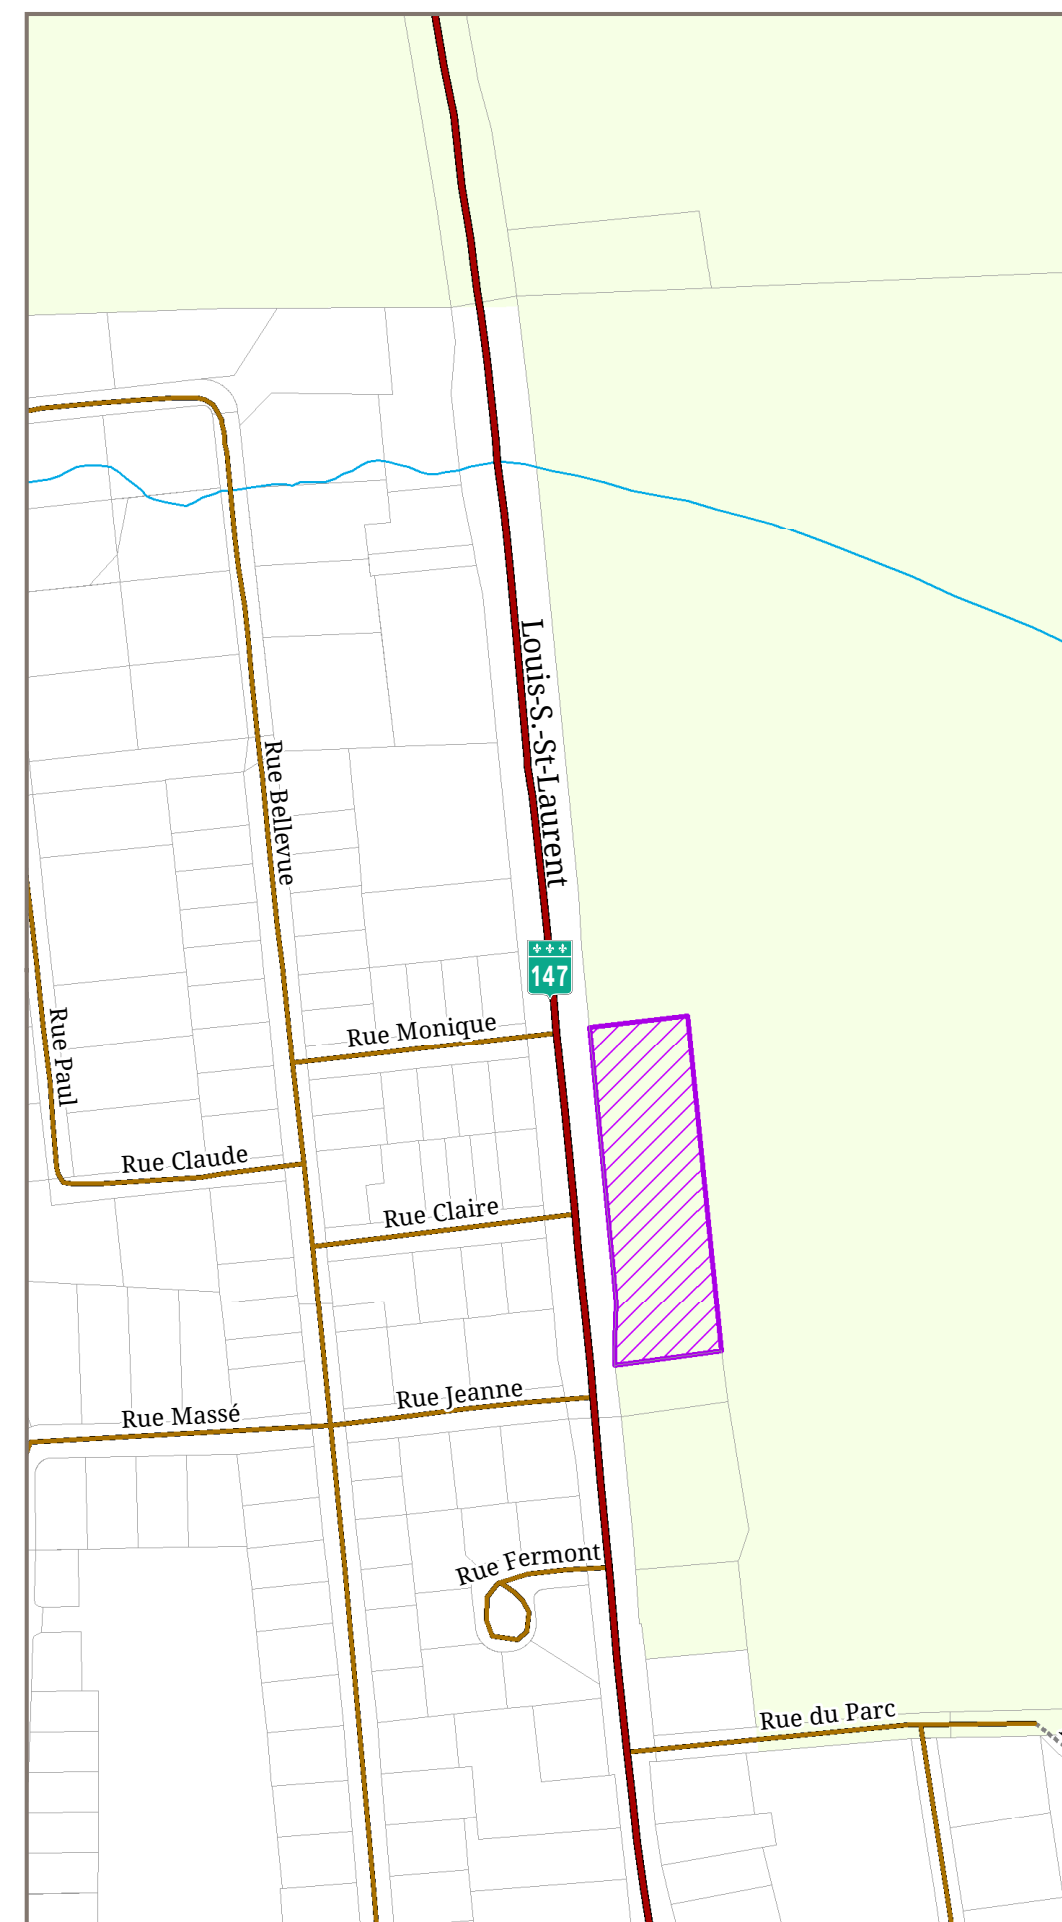 Louis-S.-St-Laurent
Rue Bellevue
147
Rue Monique
Rue Paul
Rue Claude
Rue Claire
Rue Jeanne
Rue Massé
Rue Fermont
Rue du Parc